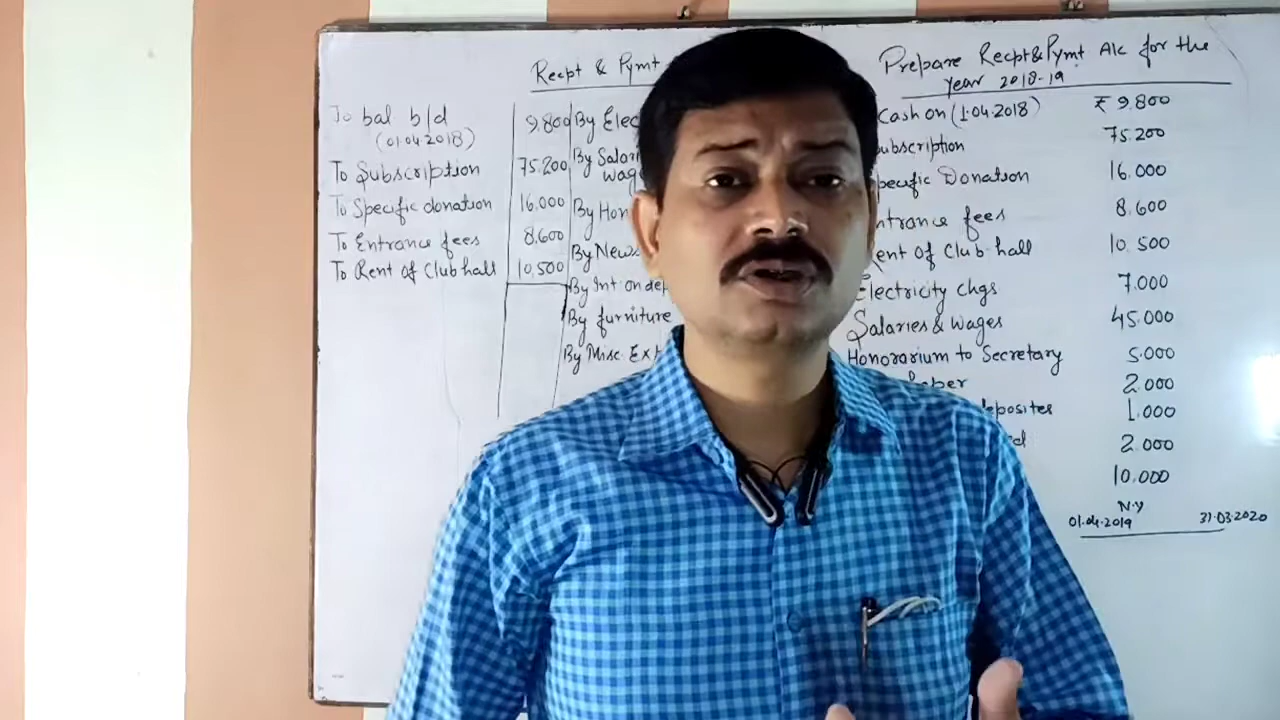 Recpt & Pymt
To bal b/d 9.800
(01.04.2018)
To Subscription 75.200
To Specific donation 16.000
To Entrance fees 8.600
To Rent of Club hall 10,500
By Elec
By Salari
wag
By Hon
By News
By Int on dep
By furniture
By Misc. Ex
Prepare Recpt&Pymt A/c for the
year 2018-19
Cash on (1.04.2018) ₹ 9.800
ubscription 75.200
pecific Donation 16.000
ntrance fees 8.600
ent of Club hall 10.500
Electricity chgs 7.000
Salaries & Wages 45.000
Honorarium to Secretary 5.000
2.000
deposites 1.000
2.000
10.000
N.Y
01.04.2019 31.03.2020